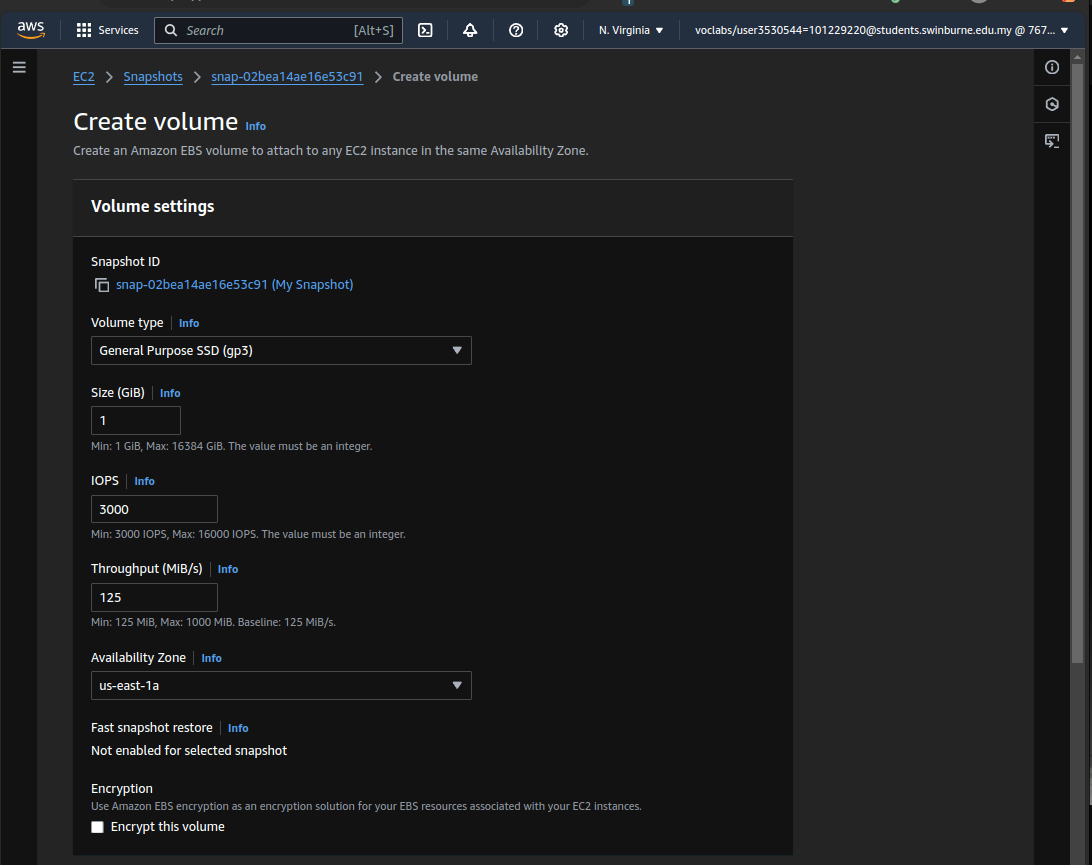 aws
Services
Search [Alt+S]
N. Virginia
voclabs/user3530544=101229220@students.swinburne.edu.my @ 767...
EC2 > Snapshots > snap-02bea14ae16e53c91 > Create volume
Create volume Info
Create an Amazon EBS volume to attach to any EC2 instance in the same Availability Zone.
Volume settings
Snapshot ID
snap-02bea14ae16e53c91 (My Snapshot)
Volume type | Info
General Purpose SSD (gp3)
Size (GiB) | Info
1
Min: 1 GiB, Max: 16384 GiB. The value must be an integer.
IOPS | Info
3000
Min: 3000 IOPS, Max: 16000 IOPS. The value must be an integer.
Throughput (MiB/s) | Info
125
Min: 125 MiB, Max: 1000 MiB. Baseline: 125 MiB/s.
Availability Zone | Info
us-east-1a
Fast snapshot restore | Info
Not enabled for selected snapshot
Encryption
Use Amazon EBS encryption as an encryption solution for your EBS resources associated with your EC2 instances.
Encrypt this volume